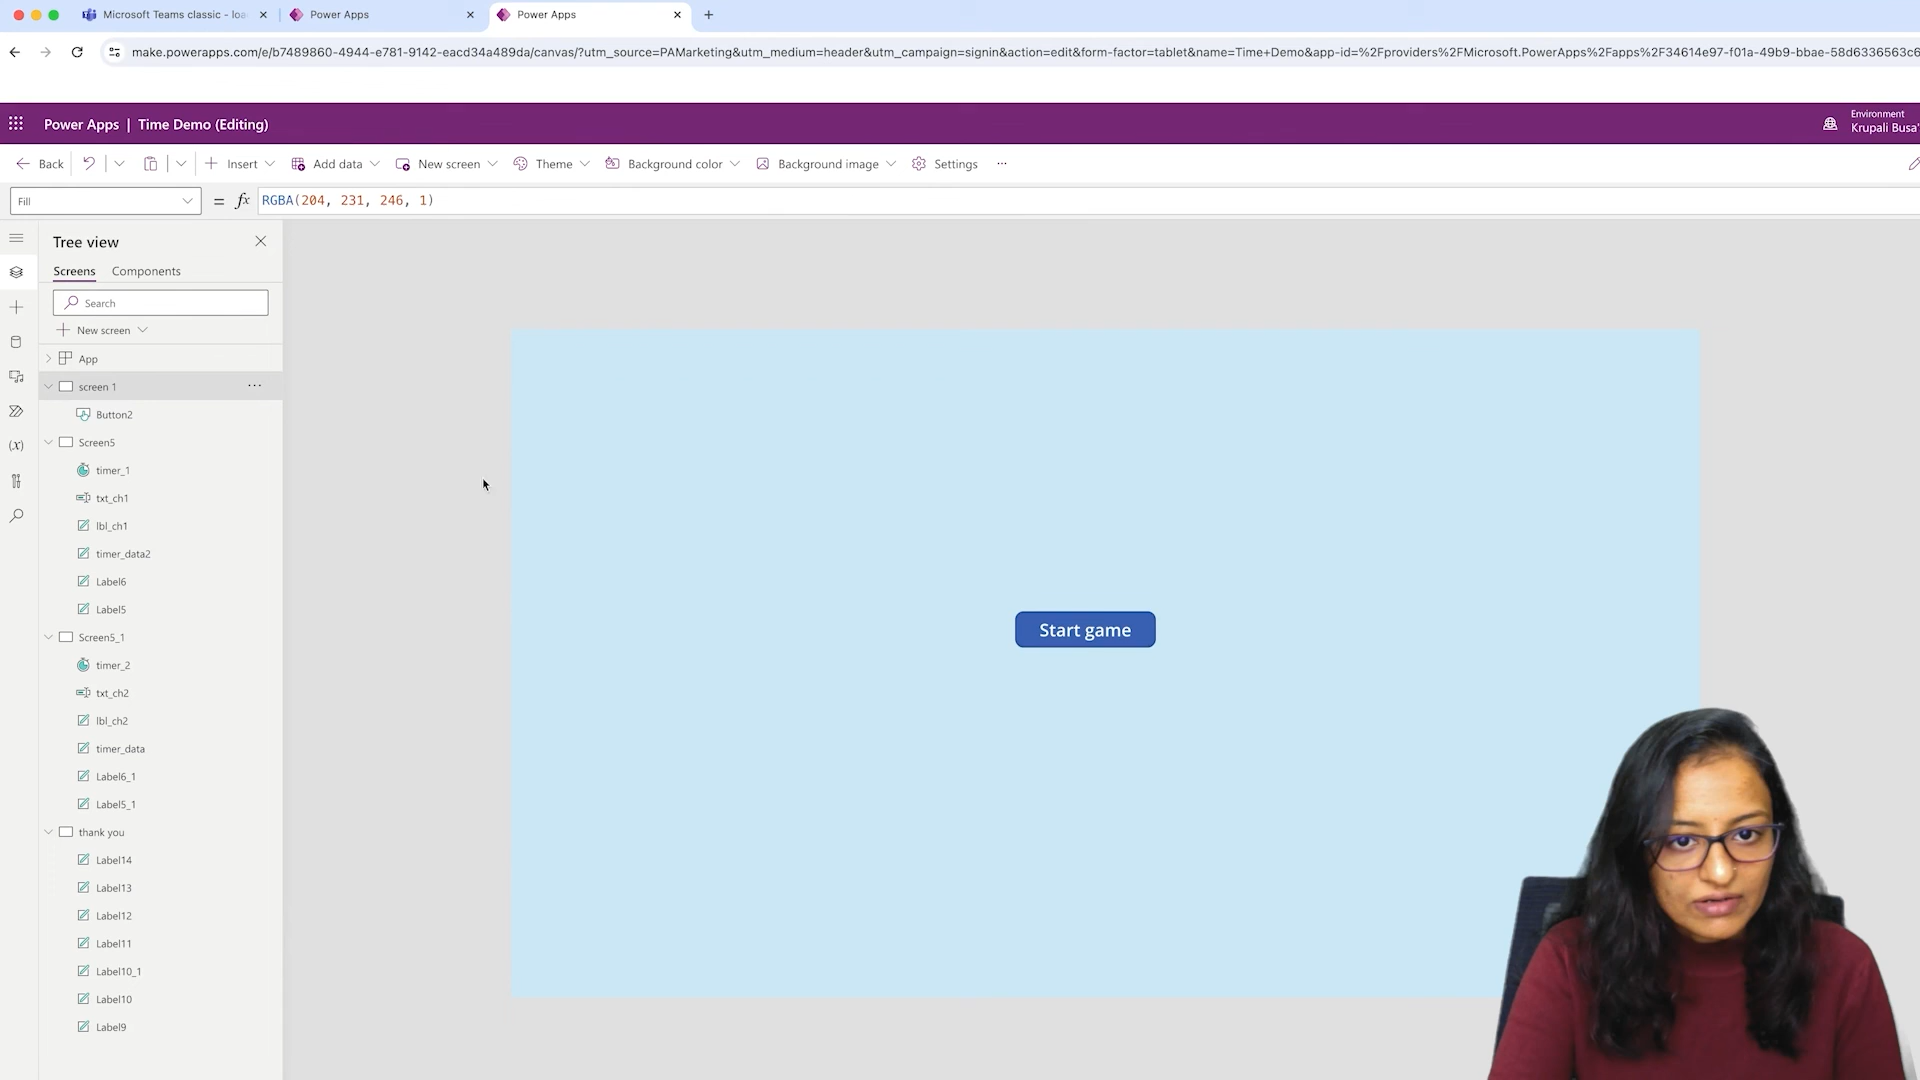 Microsoft Teams classic - loa
Power Apps
Power Apps
make.powerapps.com/e/b7489860-4944-e781-9142-eacd34a489da/canvas/?utm_source=PAMarketing&utm_medium=header&utm_campaign=signin&action=edit&form-factor=tablet&name=Time+Demo&app-id=%2Fproviders%2FMicrosoft.PowerApps%2Fapps%2F34614e97-f01a-49b9-bbae-58d6336563c6
Power Apps | Time Demo (Editing)
Environment
Krupali Busa'
Back
Insert
Add data
New screen
Theme
Background color
Background image
Settings
Fill
= fx RGBA(204, 231, 246, 1)
Tree view
Screens
Components
Search
New screen
App
screen 1
Button2
Screen5
timer_1
txt_ch1
lbl_ch1
timer_data2
Label6
Label5
Screen5_1
timer_2
txt_ch2
lbl_ch2
timer_data
Label6_1
Label5_1
thank you
Label14
Label13
Label12
Label11
Label10_1
Label10
Label9
Start game